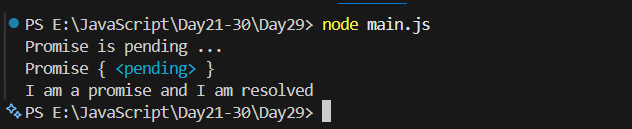 PS E:\JavaScript\Day21-30\Day29> node main.js
Promise is pending ...
Promise { <pending> }
I am a promise and I am resolved
PS E:\JavaScript\Day21-30\Day29>